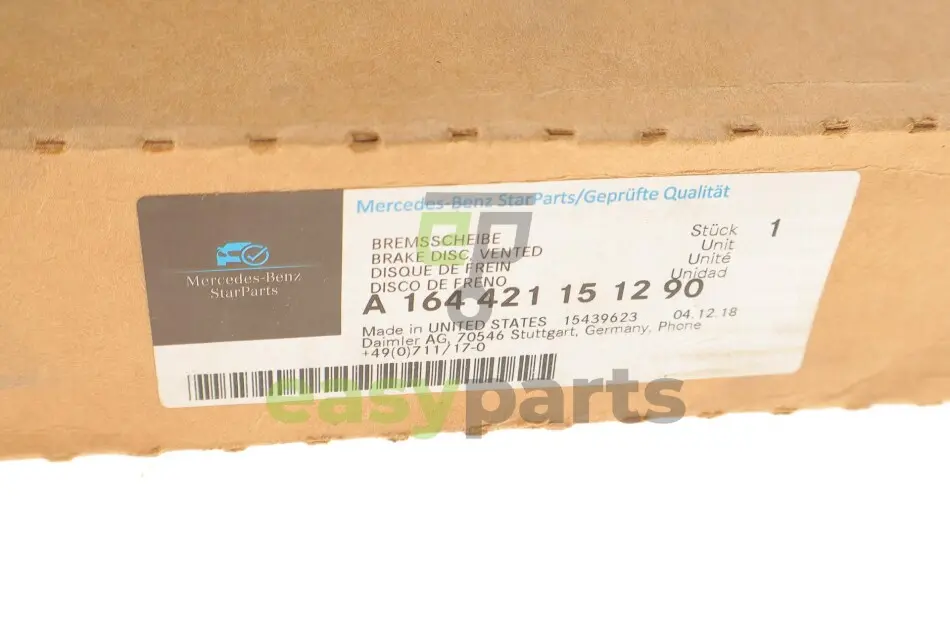 Mercedes-Benz StarParts/Geprüfte Qualität
Mercedes-Benz
StarParts
BREMSSCHEIBE
BRAKE DISC, VENTED
DISQUE DE FREIN
DISCO DE FRENO
Stück 1
Unit
Unité
Unidad
A 164 421 15 12 90
Made in UNITED STATES 15439623 04.12.18
Daimler AG, 70546 Stuttgart, Germany, Phone
+49(0)711/17-0
easyparts